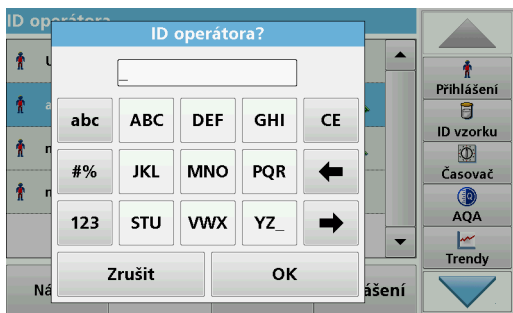 ID operátora
ID operátora?
_
abc ABC DEF GHI CE
#% JKL MNO PQR
123 STU VWX YZ_
Zrušit OK
Přihlášení
ID vzorku
Časovač
AQA
Trendy